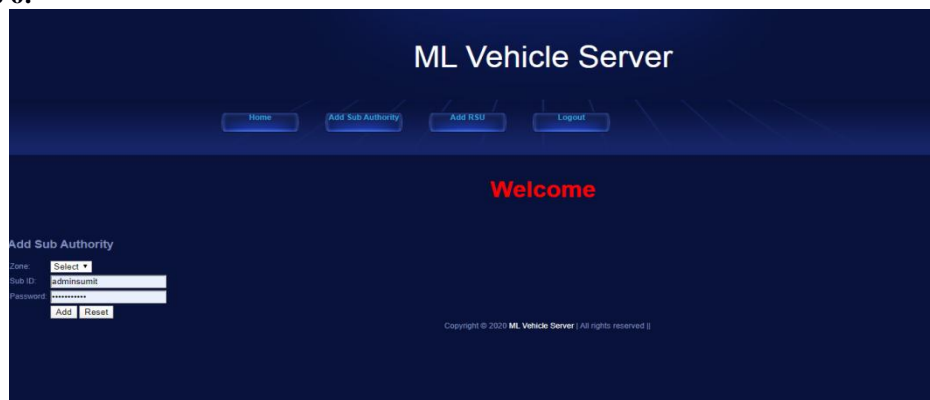 ML Vehicle Server
Home Add Sub Authority Add RSU Logout
Welcome
Add Sub Authority
Zone: Select
Sub ID: adminsumit
Password: •••••••••••
Add Reset
Copyright © 2020 ML Vehicle Server | All rights reserved ||